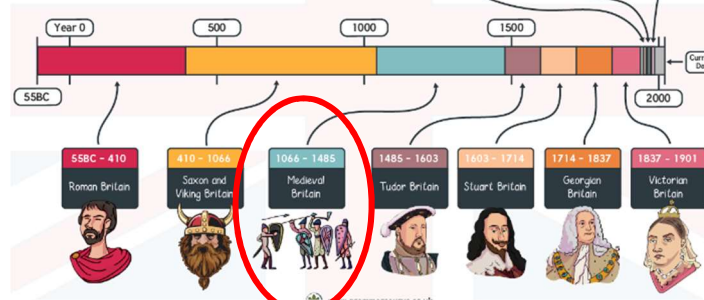 Year 0
500
1000
1500
55BC
2000
55BC - 410
Roman Britain
410 - 1066
Saxon and
Viking Britain
1066 - 1485
Medieval
Britain
1485 - 1603
Tudor Britain
1603 - 1714
Stuart Britain
1714 - 1837
Georgian
Britain
1837 - 1901
Victorian
Britain